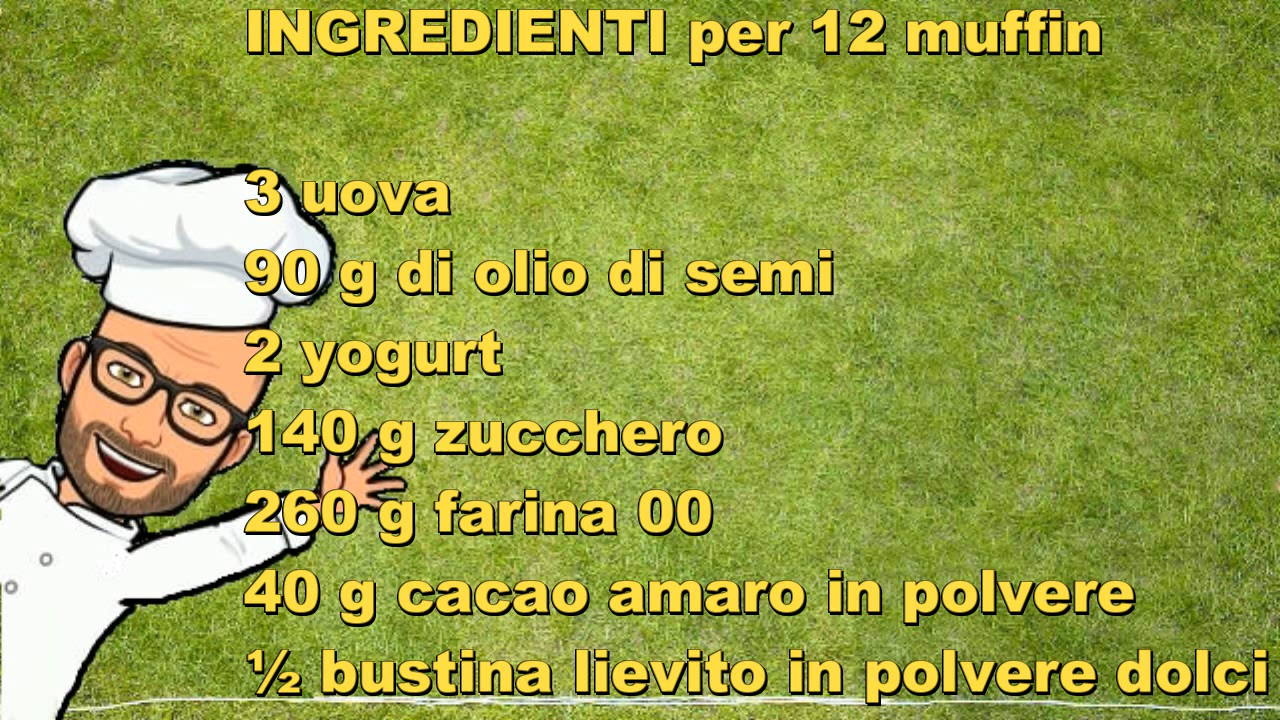 INGREDIENTI per 12 muffin
3 uova
90 g di olio di semi
2 yogurt
140 g zucchero
260 g farina 00
40 g cacao amaro in polvere
½ bustina lievito in polvere dolci